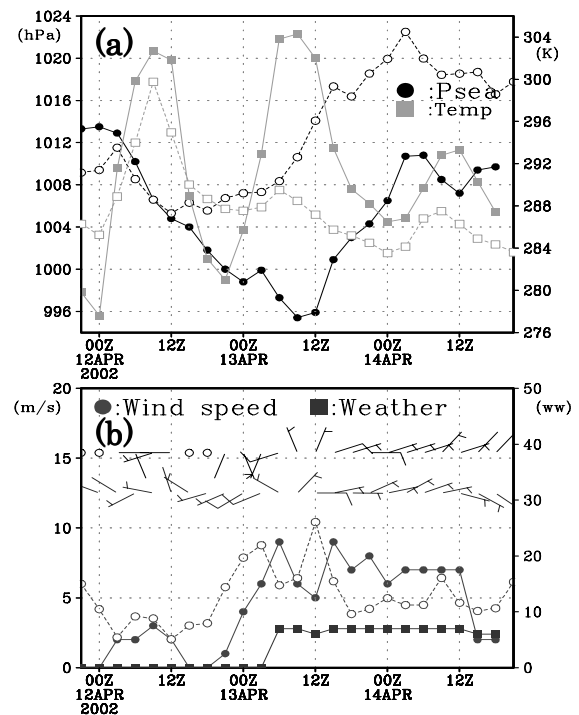 1024
(hPa)
(a)
304
(K)
1020
300
1016
:Psea
:Temp
296
1012
292
1008
288
1004
284
1000
280
996
276
00Z 12Z 00Z 12Z 00Z 12Z
12APR 13APR 14APR
2002
20 50
(m/s) (ww)
:Wind speed :Weather
(b)
40
15
30
10
20
5
10
0 0
00Z 12Z 00Z 12Z 00Z 12Z
12APR 13APR 14APR
2002